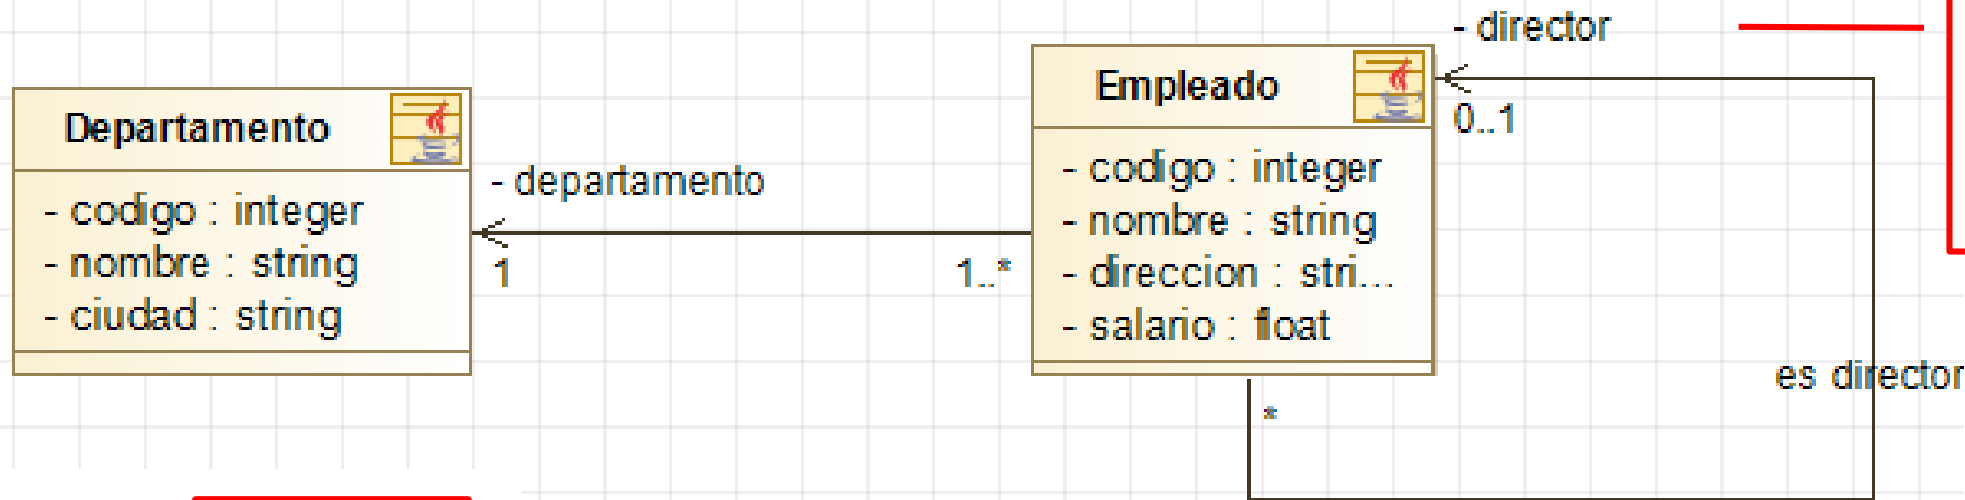 - director
Empleado
0..1
Departamento
- codigo : integer
- nombre : string
- direccion : stri...
- salario : float
- departamento
1
1..*
- codigo : integer
- nombre : string
- ciudad : string
es director
*